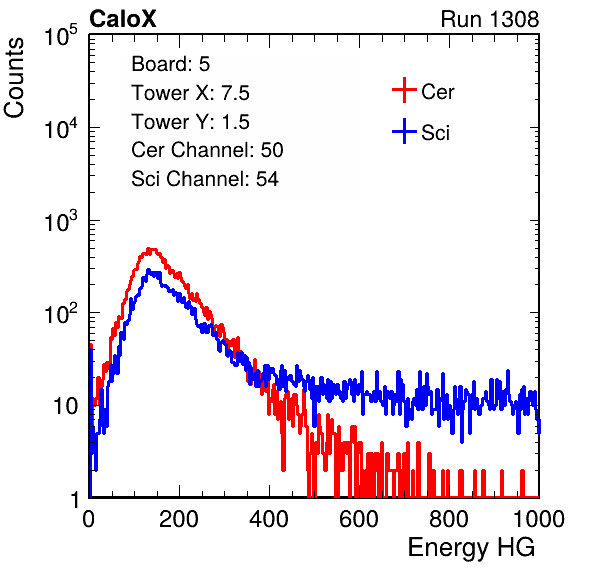 CaloX Run 1308
Counts
10^5
10^4
10^3
10^2
10
1
Board: 5
Tower X: 7.5
Tower Y: 1.5
Cer Channel: 50
Sci Channel: 54
Cer
Sci
0 200 400 600 800 1000
Energy HG